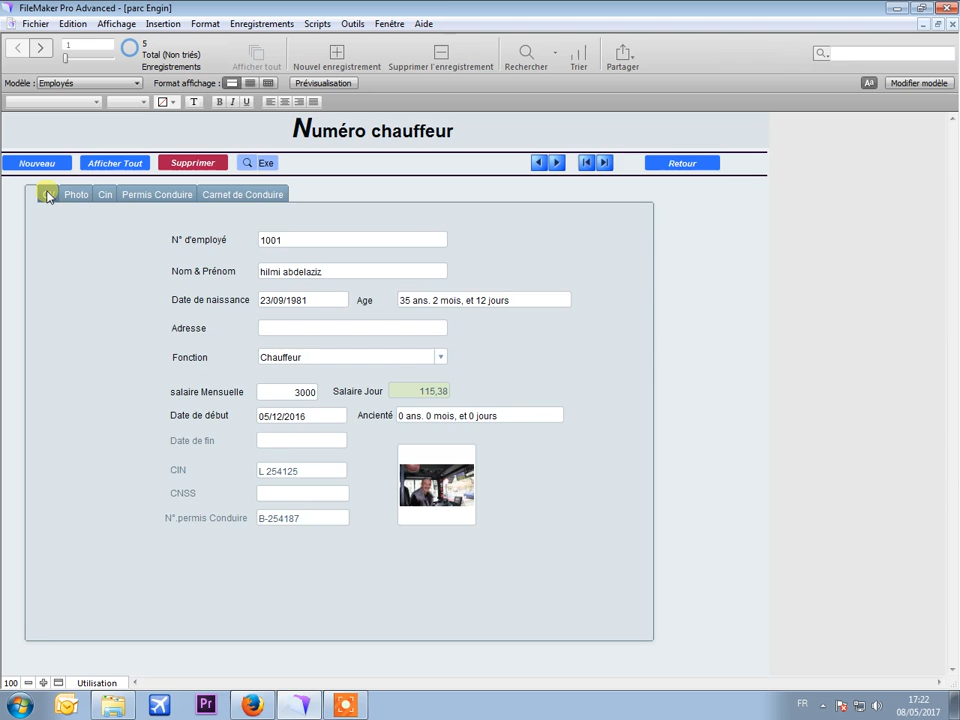 FileMaker Pro Advanced - [parc Engin]
Fichier Edition Affichage Insertion Format Enregistrements Scripts Outils Fenêtre Aide
1
5
Total (Non triés)
Enregistrements
Afficher tout Nouvel enregistrement Supprimer l'enregistrement Rechercher Trier Partager
Modèle : Employés Format affichage : Prévisualisation Aa Modifier modèle
T B I U
Numéro chauffeur
Nouveau Afficher Tout Supprimer Exe Retour
Photo Cin Permis Conduire Carnet de Conduire
N° d'employé 1001
Nom & Prénom hilmi abdelaziz
Date de naissance 23/09/1981 Age 35 ans. 2 mois, et 12 jours
Adresse
Fonction Chauffeur
salaire Mensuelle 3000 Salaire Jour 115,38
Date de début 05/12/2016 Ancienté 0 ans. 0 mois, et 0 jours
Date de fin
CIN L 254125
CNSS
N°.permis Conduire B-254187
100 Utilisation
Pr FR 17:22
08/05/2017